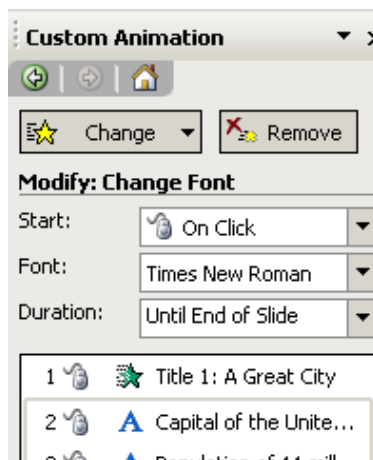 Custom Animation
Change
Remove
Modify: Change Font
Start:
On Click
Font:
Times New Roman
Duration:
Until End of Slide
1 Title 1: A Great City
2 Capital of the Unite...